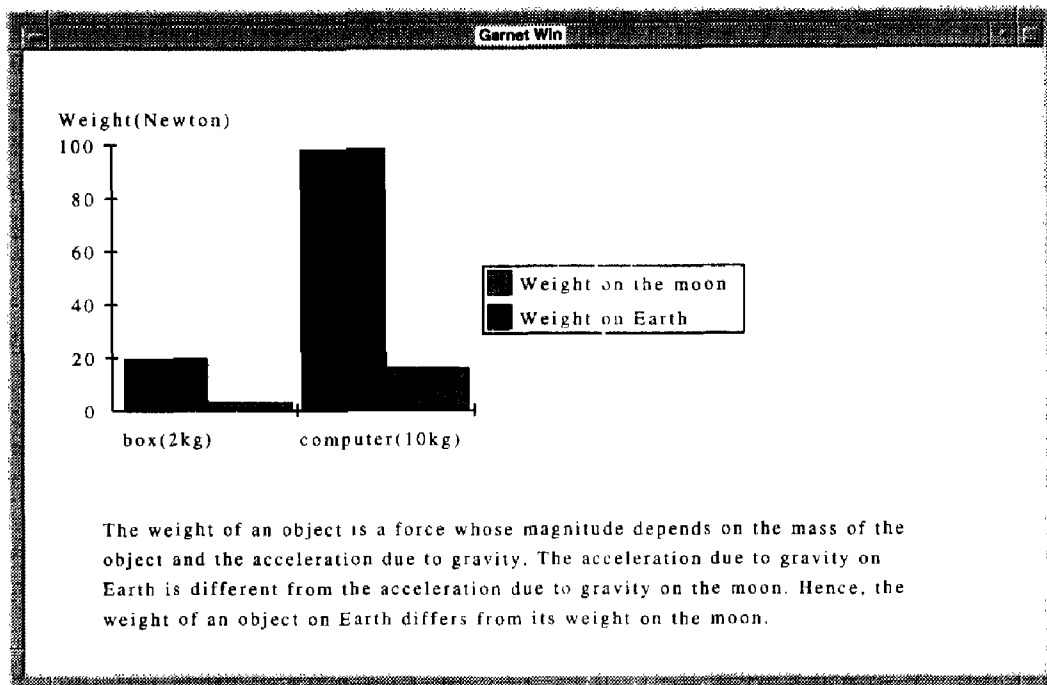 Garnet Win
Weight(Newton)
100
80
60
40
20
0
box(2kg) computer(10kg)
Weight on the moon
Weight on Earth
The weight of an object is a force whose magnitude depends on the mass of the
object and the acceleration due to gravity. The acceleration due to gravity on
Earth is different from the acceleration due to gravity on the moon. Hence, the
weight of an object on Earth differs from its weight on the moon.